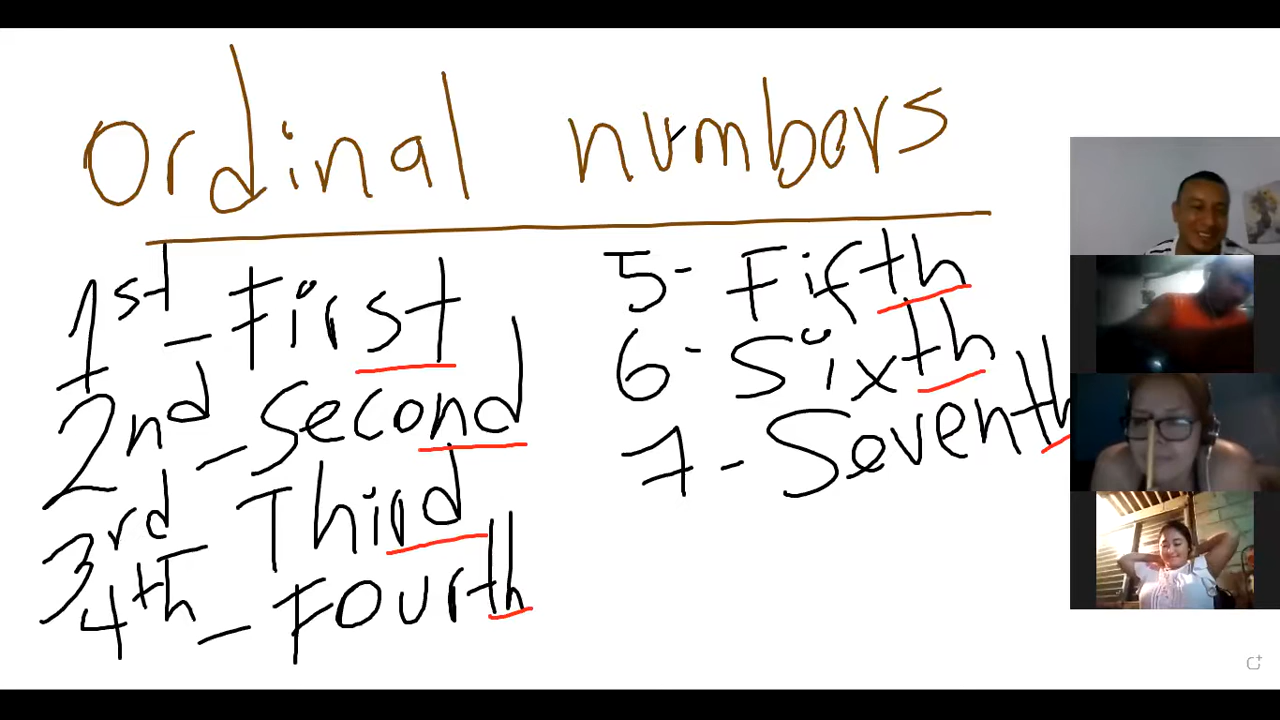 Ordinal numbers
1st - First
2nd - Second
3rd - Third
4th - Fourth
5- Fifth
6- Sixth
7- Seventh